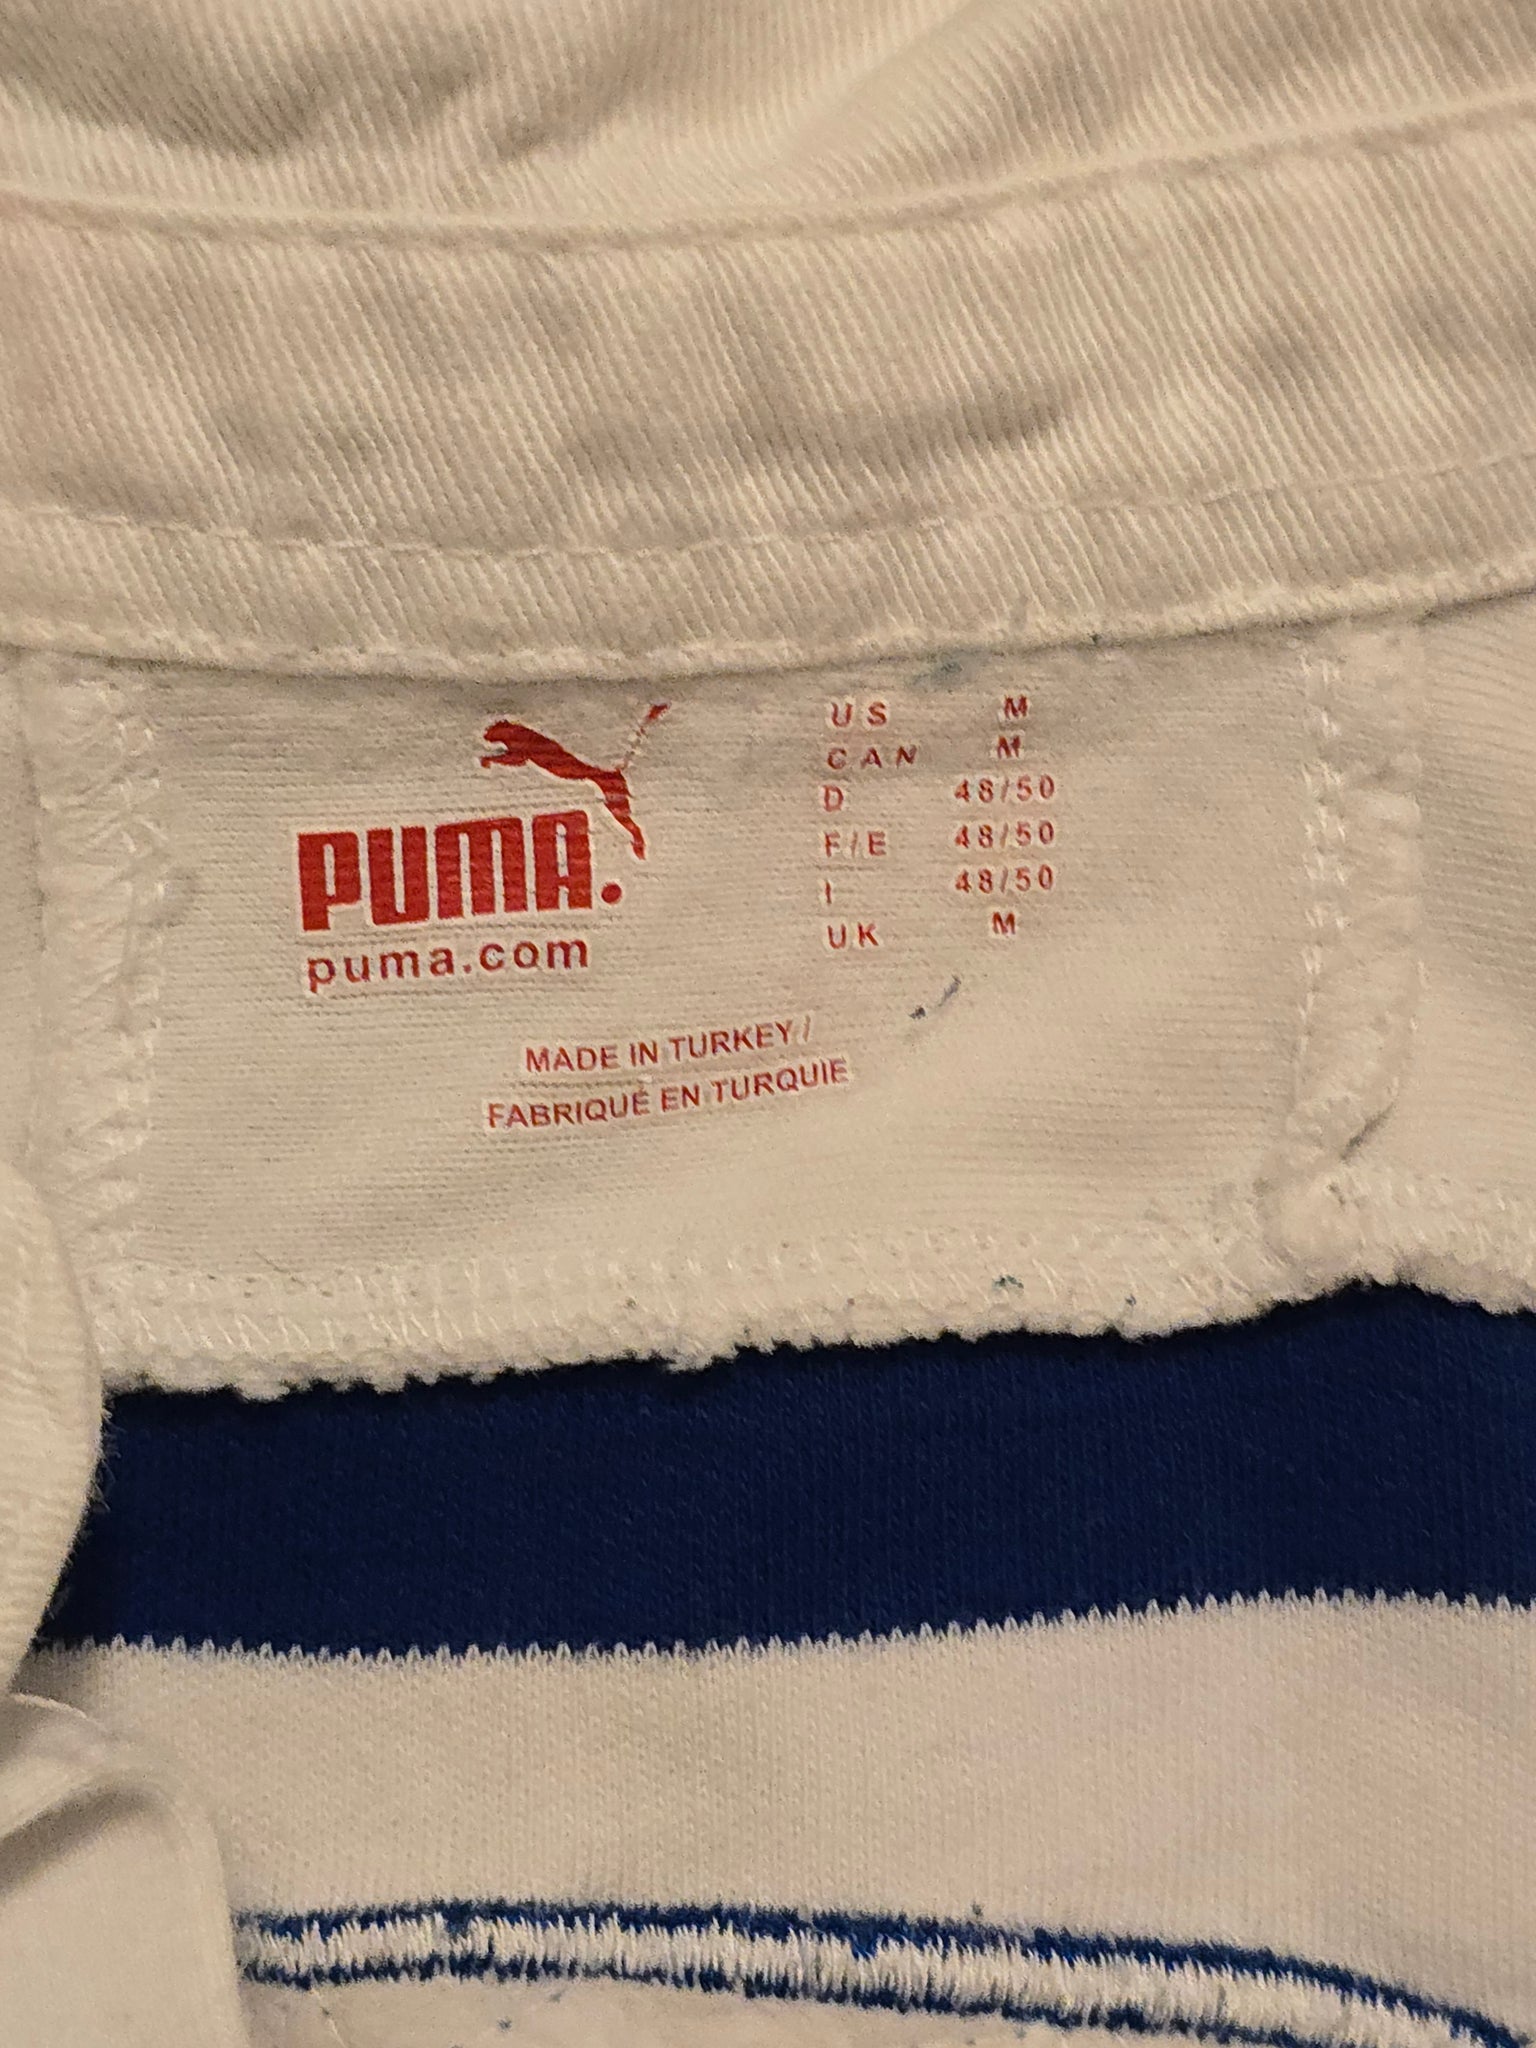 PUMA.
puma.com
US M
CAN M
D 48/50
F/E 48/50
I 48/50
UK M
MADE IN TURKEY/
FABRIQUÉ EN TURQUIE